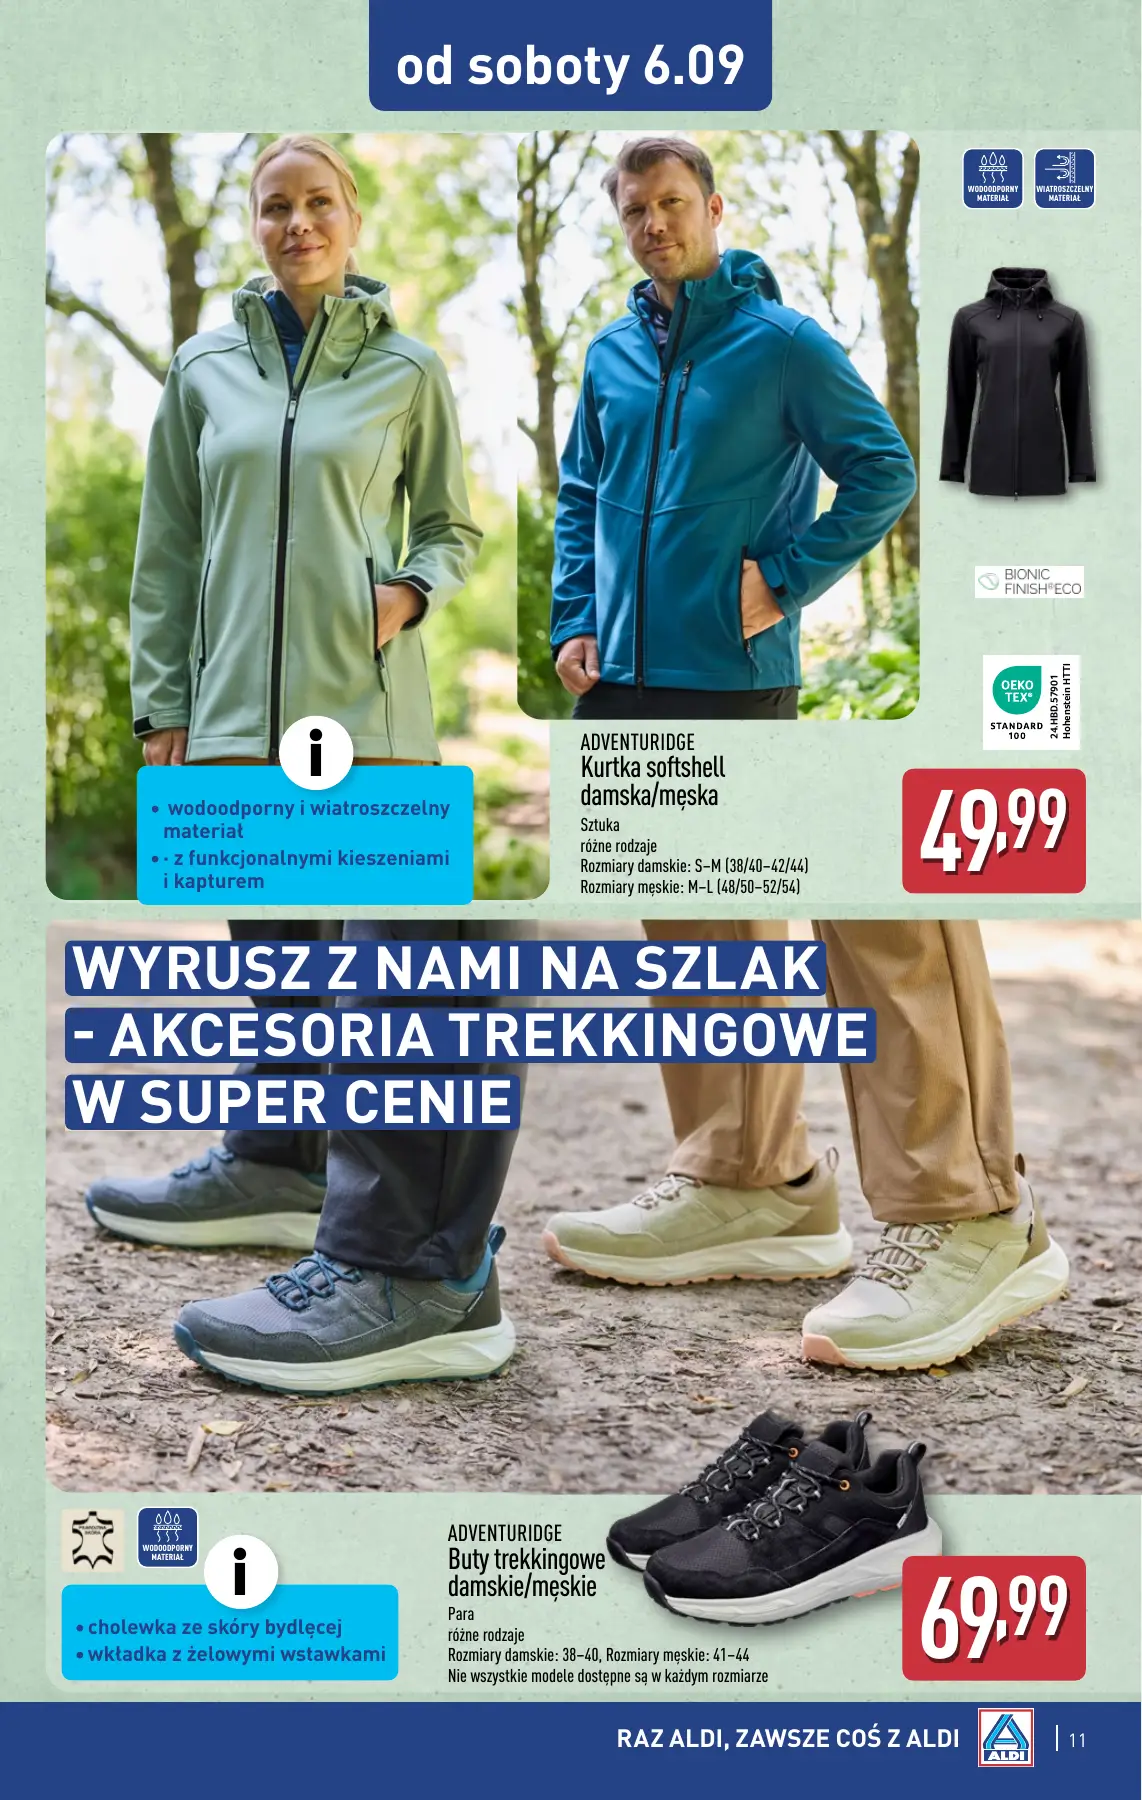 od soboty 6.09
WODOODPORNY
MATERIAŁ
WIATROSZCZELNY
MATERIAŁ
BIONIC
FINISH®ECO
OEKO
TEX®
STANDARD
100
24.HBD.57901
Hohenstein HTTI
i
• wodoodporny i wiatroszczelny
materiał
• · z funkcjonalnymi kieszeniami
i kapturem
ADVENTURIDGE
Kurtka softshell
damska/męska
Sztuka
różne rodzaje
Rozmiary damskie: S–M (38/40–42/44)
Rozmiary męskie: M–L (48/50–52/54)
49,99
WYRUSZ Z NAMI NA SZLAK
- AKCESORIA TREKKINGOWE
W SUPER CENIE
PRAWDZIWA
SKÓRA
WODOODPORNY
MATERIAŁ
i
• cholewka ze skóry bydlęcej
• wkładka z żelowymi wstawkami
ADVENTURIDGE
Buty trekkingowe
damskie/męskie
Para
różne rodzaje
Rozmiary damskie: 38–40, Rozmiary męskie: 41–44
Nie wszystkie modele dostępne są w każdym rozmiarze
69,99
RAZ ALDI, ZAWSZE COŚ Z ALDI
ALDI
11